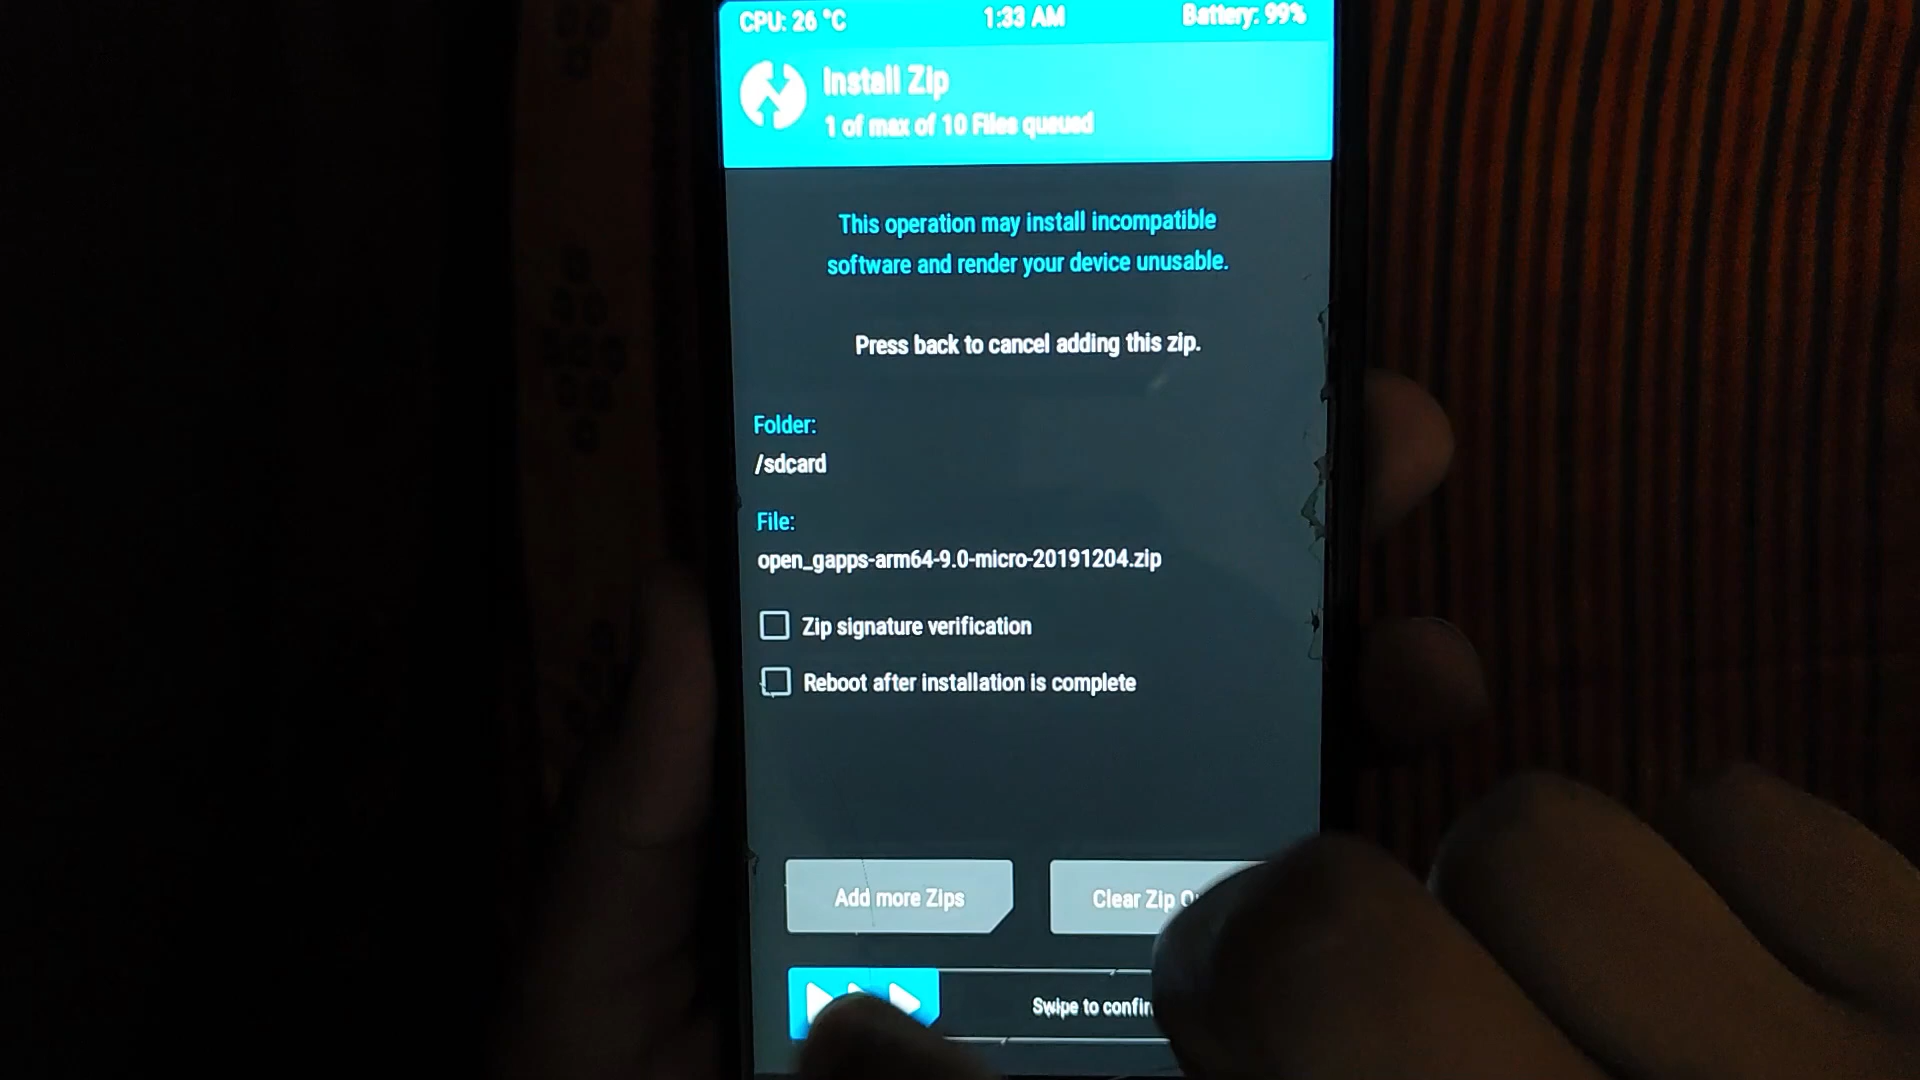 CPU: 26 °C 1:33 AM Battery: 99%
Install Zip
1 of max of 10 Files queued
This operation may install incompatible
software and render your device unusable.
Press back to cancel adding this zip.
Folder:
/sdcard
File:
open_gapps-arm64-9.0-micro-20191204.zip
Zip signature verification
Reboot after installation is complete
Add more Zips
Clear Zip
Swipe to